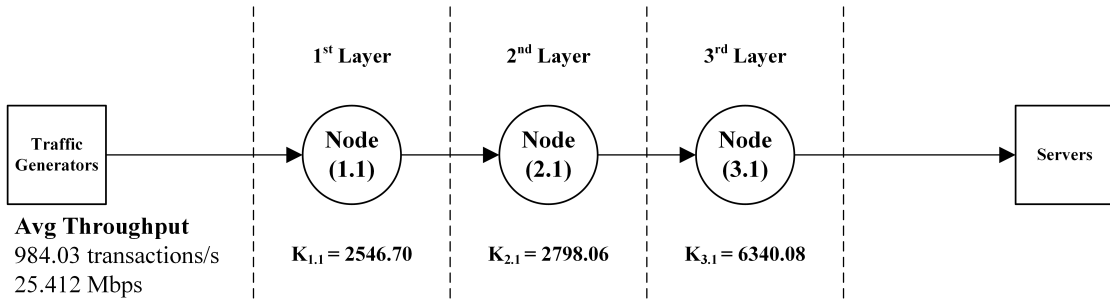 1st Layer
2nd Layer
3rd Layer
Traffic
Generators
Node
(1.1)
Node
(2.1)
Node
(3.1)
Servers
Avg Throughput
984.03 transactions/s
25.412 Mbps
K1.1 = 2546.70
K2.1 = 2798.06
K3.1 = 6340.08